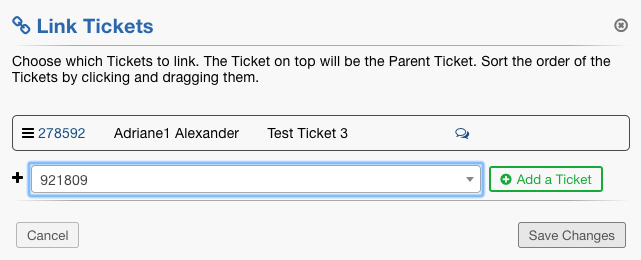 Link Tickets
Choose which Tickets to link. The Ticket on top will be the Parent Ticket. Sort the order of the
Tickets by clicking and dragging them.
278592 Adriane1 Alexander Test Ticket 3
921809 Add a Ticket
Cancel Save Changes